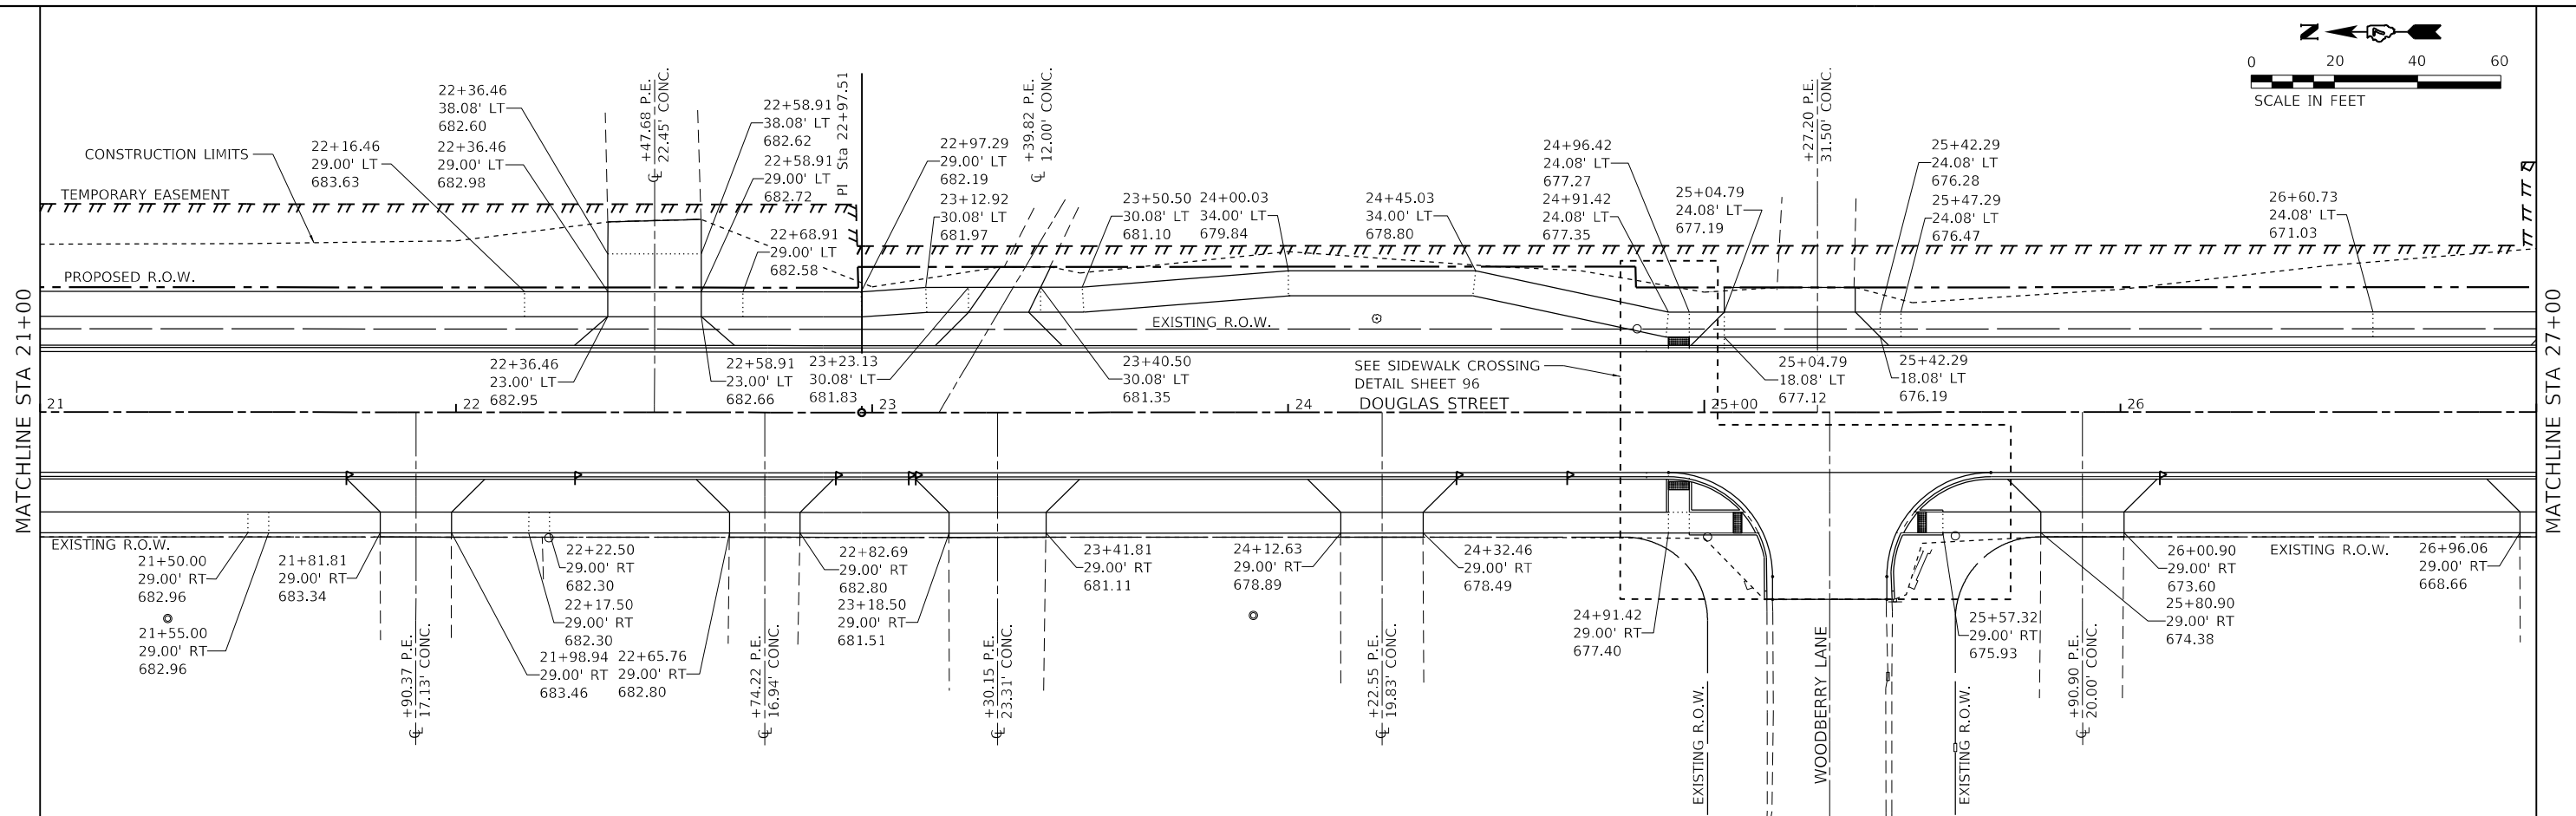 N
0 20 40 60
SCALE IN FEET
MATCHLINE STA 21+00
MATCHLINE STA 27+00
CONSTRUCTION LIMITS
TEMPORARY EASEMENT
PROPOSED R.O.W.
22+16.46
29.00' LT
683.63
22+36.46
38.08' LT
682.60
22+36.46
29.00' LT
682.98
+47.68 P.E.
22.45' CONC.
22+58.91
38.08' LT
682.62
22+58.91
29.00' LT
682.72
22+68.91
29.00' LT
682.58
PI Sta 22+97.51
22+97.29
29.00' LT
682.19
23+12.92
30.08' LT
681.97
+39.82 P.E.
12.00' CONC.
23+50.50
30.08' LT
681.10
24+00.03
34.00' LT
679.84
24+45.03
34.00' LT
678.80
24+96.42
24.08' LT
677.27
24+91.42
24.08' LT
677.35
25+04.79
24.08' LT
677.19
+27.20 P.E.
31.50' CONC.
25+42.29
24.08' LT
676.28
25+47.29
24.08' LT
676.47
26+60.73
24.08' LT
671.03
EXISTING R.O.W.
22+36.46
23.00' LT
682.95
22+58.91
23.00' LT
682.66
23+23.13
30.08' LT
681.83
23+40.50
30.08' LT
681.35
SEE SIDEWALK CROSSING
DETAIL SHEET 96
DOUGLAS STREET
25+04.79
18.08' LT
677.12
25+42.29
18.08' LT
676.19
21
22
23
24
25+00
26
EXISTING R.O.W.
21+50.00
29.00' RT
682.96
21+55.00
29.00' RT
682.96
21+81.81
29.00' RT
683.34
+90.37 P.E.
17.13' CONC.
21+98.94
29.00' RT
683.46
22+22.50
29.00' RT
682.30
22+17.50
29.00' RT
682.30
22+65.76
29.00' RT
682.80
+74.22 P.E.
16.94' CONC.
22+82.69
29.00' RT
682.80
23+18.50
29.00' RT
681.51
+30.15 P.E.
23.31' CONC.
23+41.81
29.00' RT
681.11
24+12.63
29.00' RT
678.89
+22.55 P.E.
19.83' CONC.
24+32.46
29.00' RT
678.49
24+91.42
29.00' RT
677.40
EXISTING R.O.W.
WOODBERRY LANE
EXISTING R.O.W.
25+57.32
29.00' RT
675.93
+90.90 P.E.
20.00' CONC.
26+00.90
29.00' RT
673.60
25+80.90
29.00' RT
674.38
EXISTING R.O.W.
26+96.06
29.00' RT
668.66